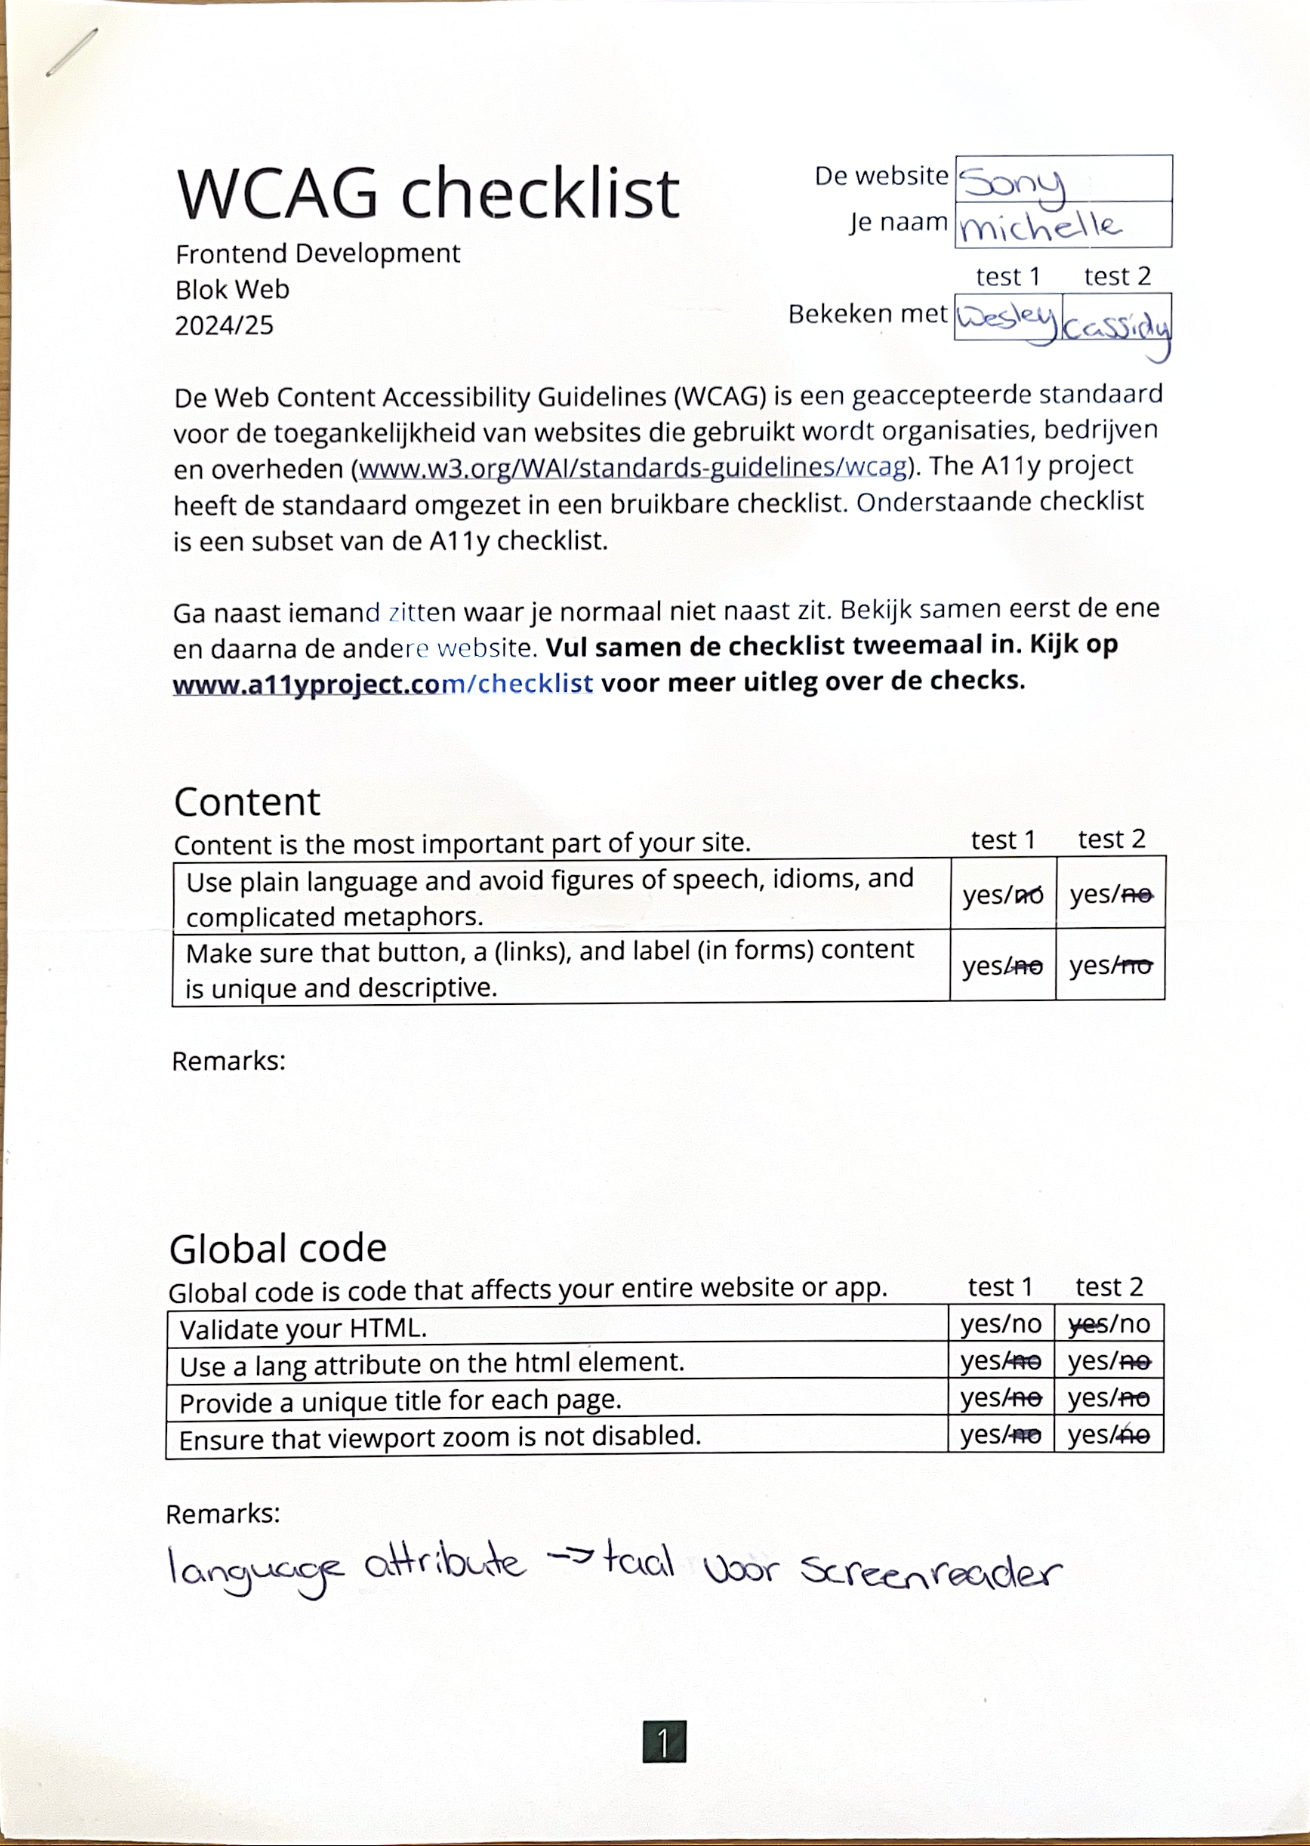 WCAG checklist
Frontend Development
Blok Web
2024/25
De website Sony
Je naam michelle
test 1 test 2
Bekeken met Wesley cassidy
De Web Content Accessibility Guidelines (WCAG) is een geaccepteerde standaard
voor de toegankelijkheid van websites die gebruikt wordt organisaties, bedrijven
en overheden (www.w3.org/WAI/standards-guidelines/wcag). The A11y project
heeft de standaard omgezet in een bruikbare checklist. Onderstaande checklist
is een subset van de A11y checklist.
Ga naast iemand zitten waar je normaal niet naast zit. Bekijk samen eerst de ene
en daarna de andere website. Vul samen de checklist tweemaal in. Kijk op
www.a11yproject.com/checklist voor meer uitleg over de checks.
Content
Content is the most important part of your site. test 1 test 2
Use plain language and avoid figures of speech, idioms, and
complicated metaphors. yes/no yes/no
Make sure that button, a (links), and label (in forms) content
is unique and descriptive. yes/no yes/no
Remarks:
Global code
Global code is code that affects your entire website or app. test 1 test 2
Validate your HTML. yes/no yes/no
Use a lang attribute on the html element. yes/no yes/no
Provide a unique title for each page. yes/no yes/no
Ensure that viewport zoom is not disabled. yes/no yes/no
Remarks:
language attribute -> taal voor screenreader
1